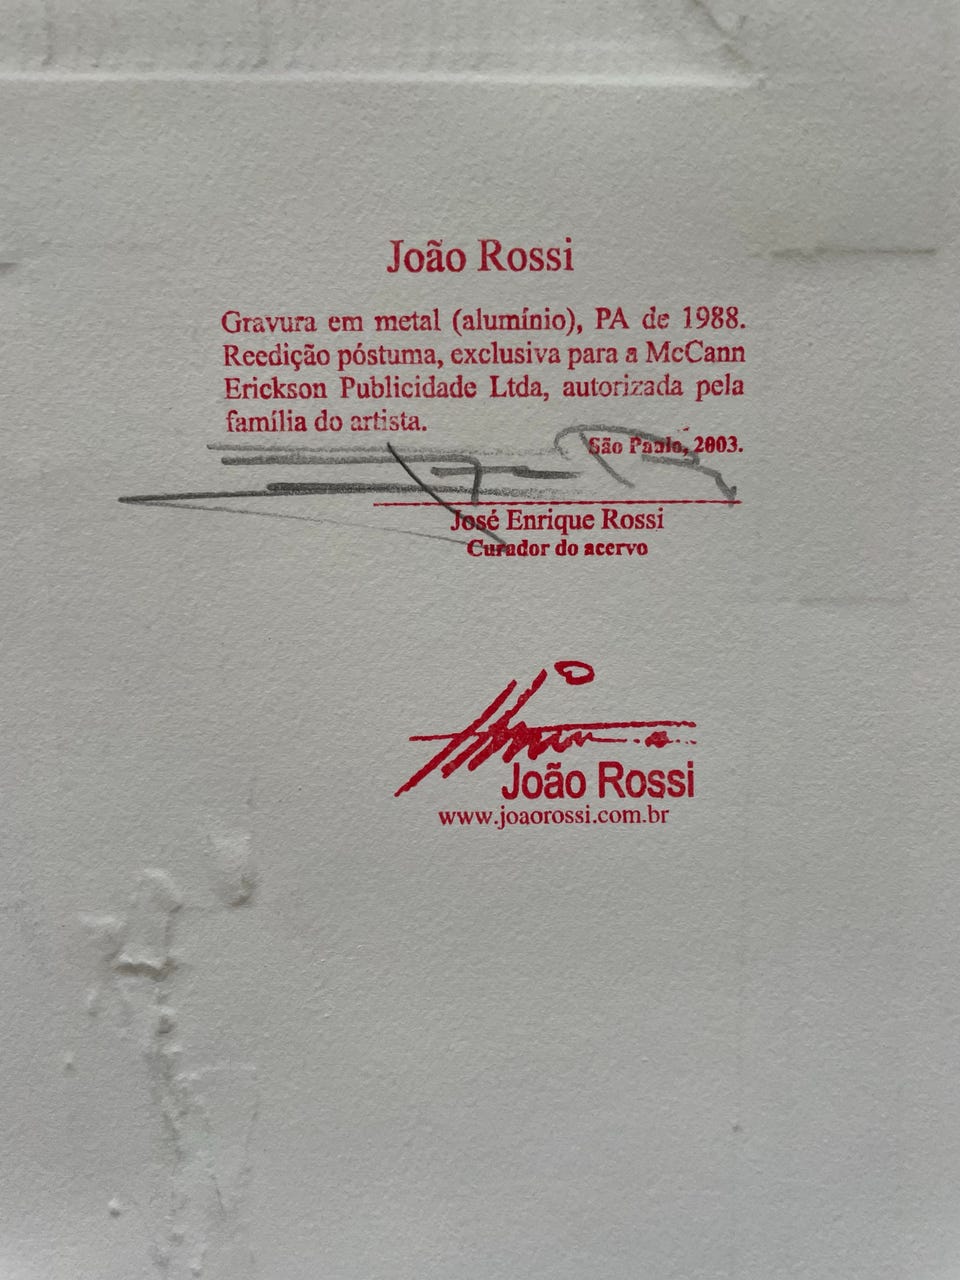 João Rossi
Gravura em metal (alumínio), PA de 1988.
Reedição póstuma, exclusiva para a McCann
Erickson Publicidade Ltda, autorizada pela
família do artista.
São Paulo, 2003.
José Enrique Rossi
Curador do acervo
João Rossi
www.joaorossi.com.br